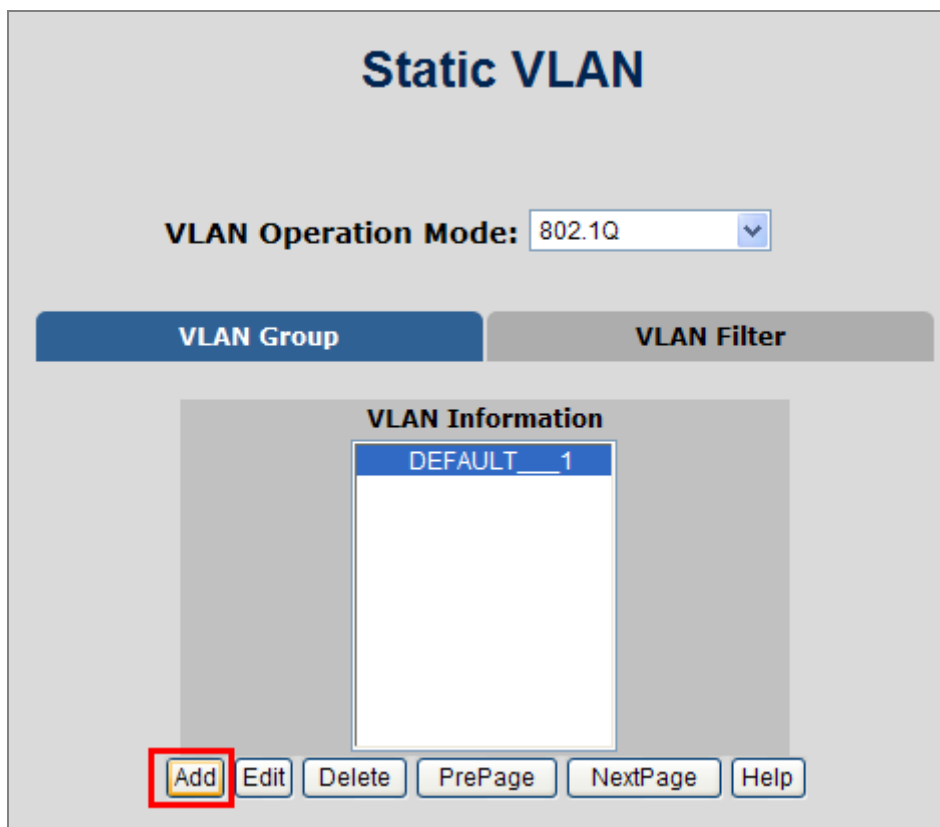 Static VLAN
VLAN Operation Mode: 802.1Q
VLAN Group VLAN Filter
VLAN Information
DEFAULT___1
Add Edit Delete PrePage NextPage Help